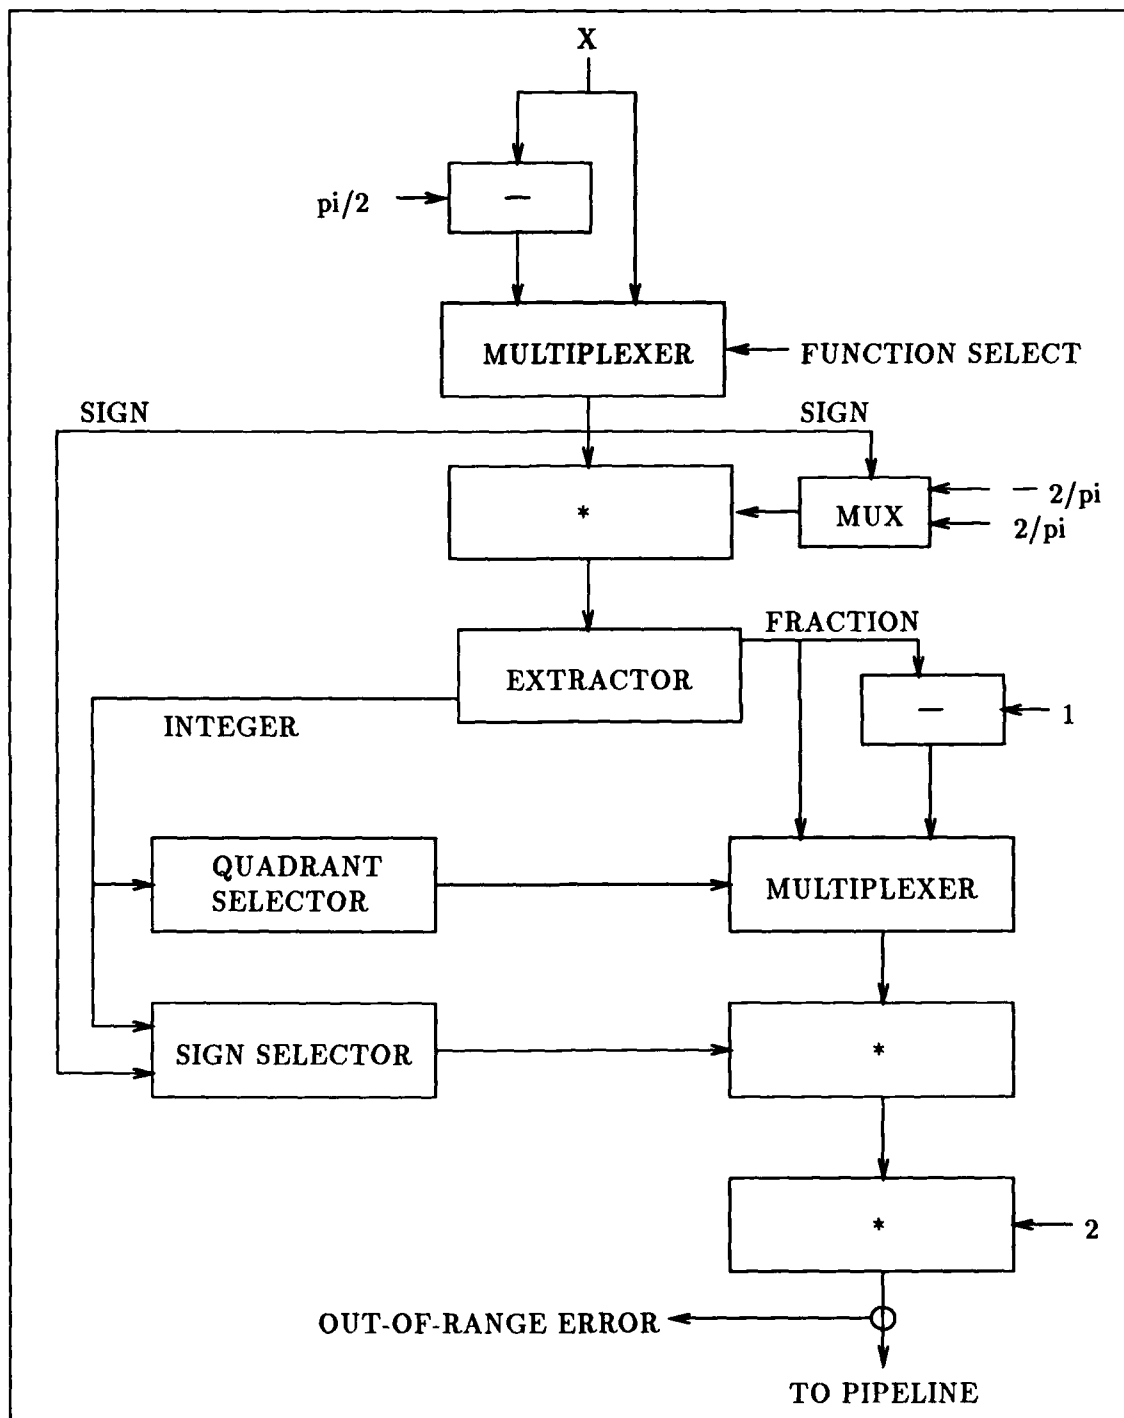 X
pi/2
—
MULTIPLEXER
FUNCTION SELECT
SIGN
SIGN
*
MUX
— 2/pi
2/pi
FRACTION
EXTRACTOR
—
1
INTEGER
QUADRANT
SELECTOR
MULTIPLEXER
SIGN SELECTOR
*
*
2
OUT-OF-RANGE ERROR
TO PIPELINE